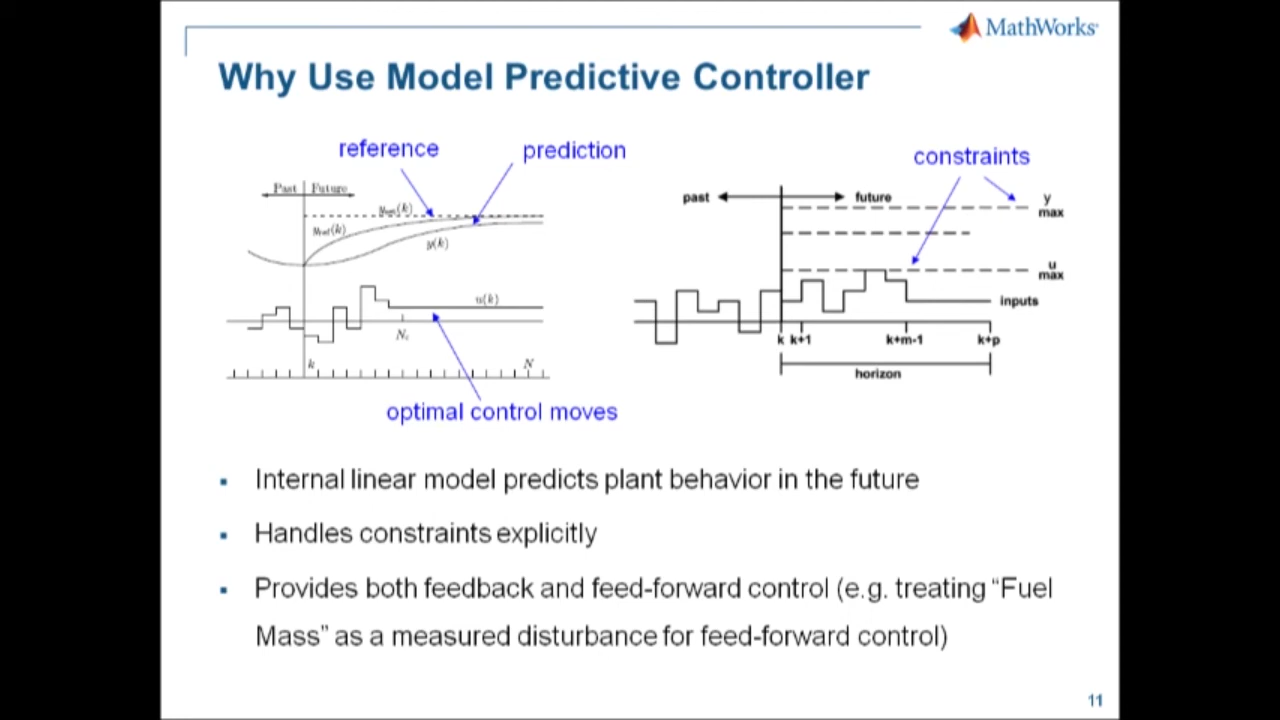 MathWorks
Why Use Model Predictive Controller
reference
prediction
constraints
Past Future
y(k)
u(k)
k
N
optimal control moves
past
future
y
max
u
max
inputs
k k+1 k+m-1 k+p
horizon
Internal linear model predicts plant behavior in the future
Handles constraints explicitly
Provides both feedback and feed-forward control (e.g. treating “Fuel
Mass” as a measured disturbance for feed-forward control)
11